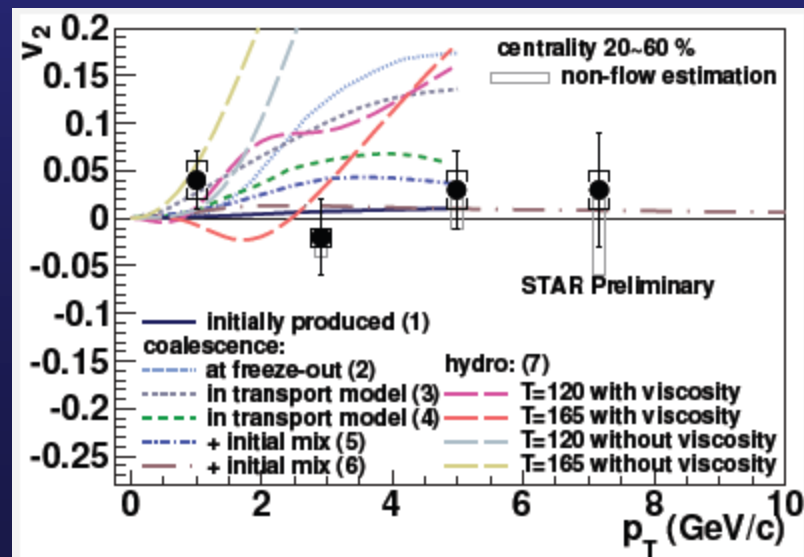 v2
0.2
0.15
0.1
0.05
0
-0.05
-0.1
-0.15
-0.2
-0.25
centrality 20~60 %
non-flow estimation
STAR Preliminary
initially produced (1)
coalescence:
at freeze-out (2)
in transport model (3)
in transport model (4)
+ initial mix (5)
+ initial mix (6)
hydro: (7)
T=120 with viscosity
T=165 with viscosity
T=120 without viscosity
T=165 without viscosity
0 2 4 6 8 10
pT (GeV/c)